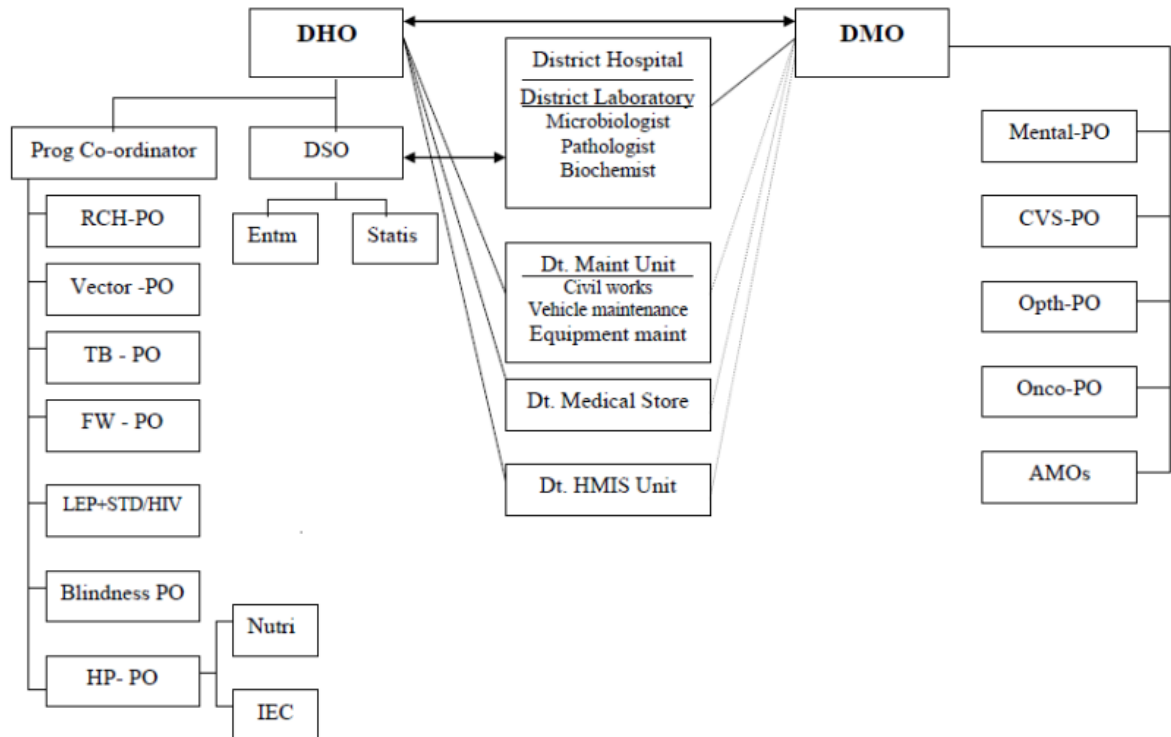 DHO
DMO
District Hospital
District Laboratory
Microbiologist
Pathologist
Biochemist
Prog Co-ordinator
DSO
Entm
Statis
RCH-PO
Vector -PO
TB - PO
FW - PO
LEP+STD/HIV
Blindness PO
HP- PO
Nutri
IEC
Dt. Maint Unit
Civil works
Vehicle maintenance
Equipment maint
Dt. Medical Store
Dt. HMIS Unit
Mental-PO
CVS-PO
Opth-PO
Onco-PO
AMOs